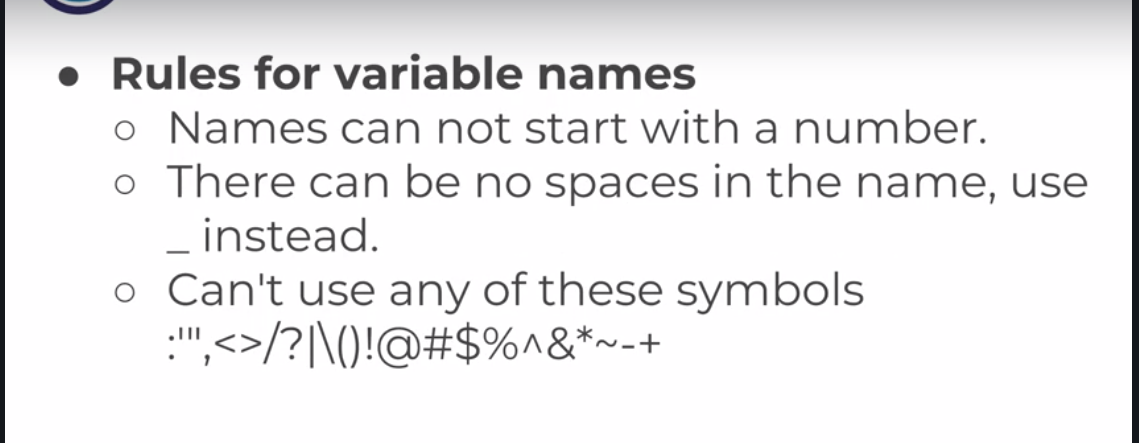 ● Rules for variable names
○ Names can not start with a number.
○ There can be no spaces in the name, use
_ instead.
○ Can't use any of these symbols
:'",<>/?|\()!@#$%^&*~-+